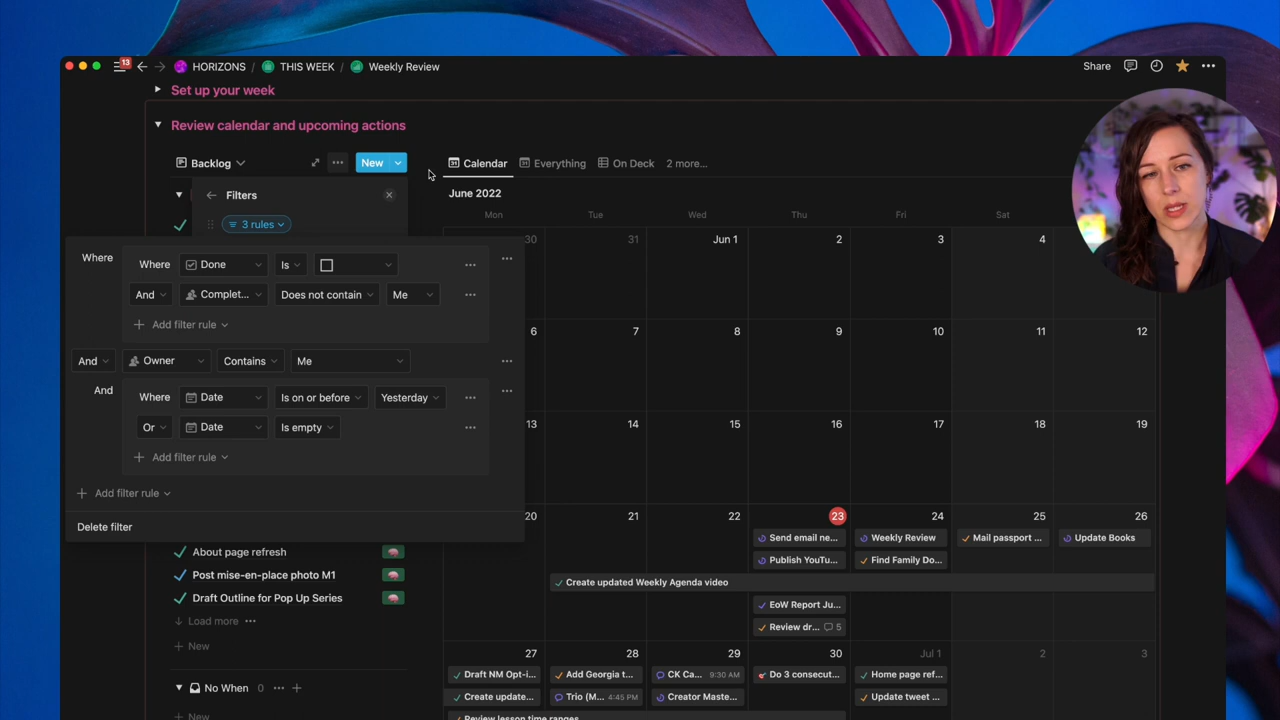 13 HORIZONS / THIS WEEK / Weekly Review
Share
Set up your week
Review calendar and upcoming actions
Backlog
New
Calendar
Everything
On Deck
2 more...
Filters
3 rules
Where
Where Done Is
And Complet... Does not contain Me
Add filter rule
And Owner Contains Me
And
Where Date Is on or before Yesterday
Or Date Is empty
Add filter rule
Add filter rule
Delete filter
About page refresh
Post mise-en-place photo M1
Draft Outline for Pop Up Series
Load more
New
No When 0
New
June 2022
Mon Tue Wed Thu Fri Sat
30 31 Jun 1 2 3 4
6 7 8 9 10 11 12
13 14 15 16 17 18 19
20 21 22 23 24 25 26
Send email ne... Weekly Review Mail passport ... Update Books
Publish YouTu... Find Family Do...
Create updated Weekly Agenda video
EoW Report Ju...
Review dr... 5
27 28 29 30 Jul 1 2 3
Draft NM Opt-i... Add Georgia t... CK Ca... 9:30 AM Do 3 consecut... Home page ref...
Create update... Trio (M... 4:45 PM Creator Maste... Update tweet ...
Review lesson time ranges